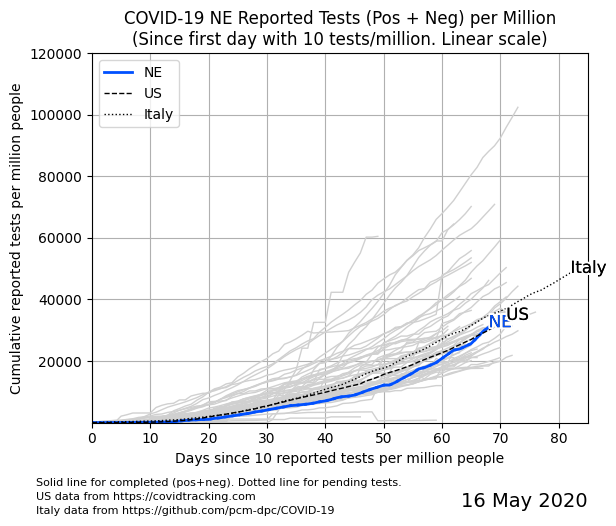 COVID-19 NE Reported Tests (Pos + Neg) per Million
(Since first day with 10 tests/million. Linear scale)
Cumulative reported tests per million people
120000
100000
80000
60000
40000
20000
NE
US
Italy
Italy
US
NE
0 10 20 30 40 50 60 70 80
Days since 10 reported tests per million people
Solid line for completed (pos+neg). Dotted line for pending tests.
US data from https://covidtracking.com
Italy data from https://github.com/pcm-dpc/COVID-19
16 May 2020